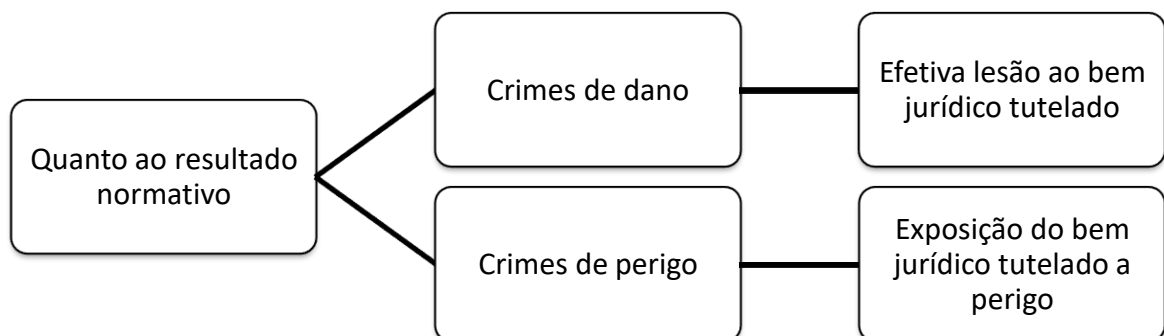 Quanto ao resultado
normativo
Crimes de dano
Efetiva lesão ao bem
jurídico tutelado
Crimes de perigo
Exposição do bem
jurídico tutelado a
perigo